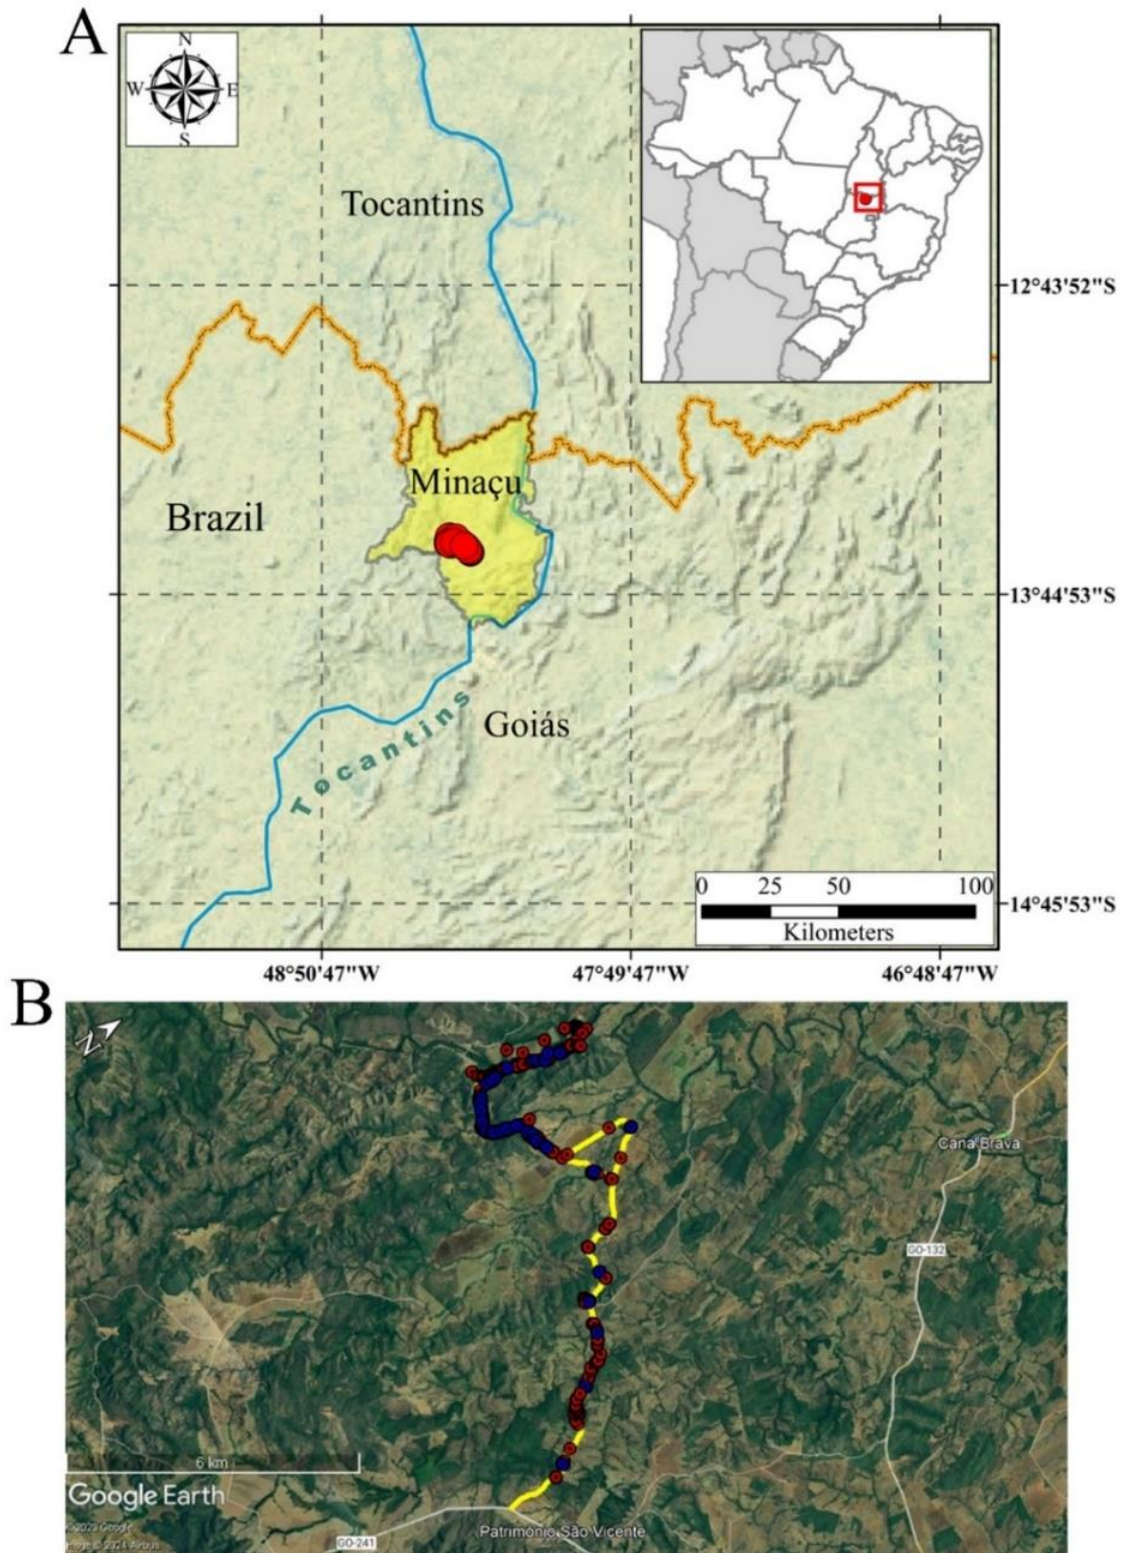 A
N
W E
S
Tocantins
12°43'52"S
Minaçu
Brazil
13°44'53"S
Goiás
Tocantins
0 25 50 100
Kilometers
14°45'53"S
48°50'47"W 47°49'47"W 46°48'47"W
B
N
Cana Brava
GO-132
6 km
Google Earth
Patrimônio São Vicente
GO-241